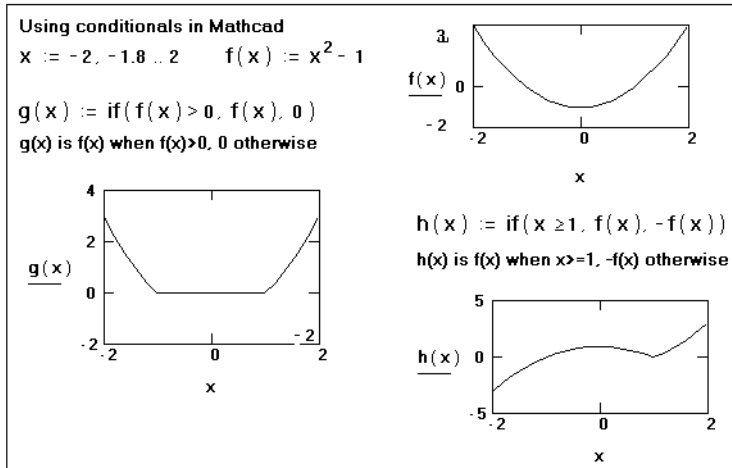 Using conditionals in Mathcad
x := -2, -1.8 .. 2 f(x) := x² - 1
g(x) := if(f(x)>0, f(x), 0)
g(x) is f(x) when f(x)>0, 0 otherwise
4
2
g(x)
0
-2
-2
-2 0 2
x
f(x)
0
-2
-2 0 2
x
h(x) := if(x ≥1, f(x), -f(x))
h(x) is f(x) when x>=1, -f(x) otherwise
5
h(x) 0
-5
-2 0 2
x